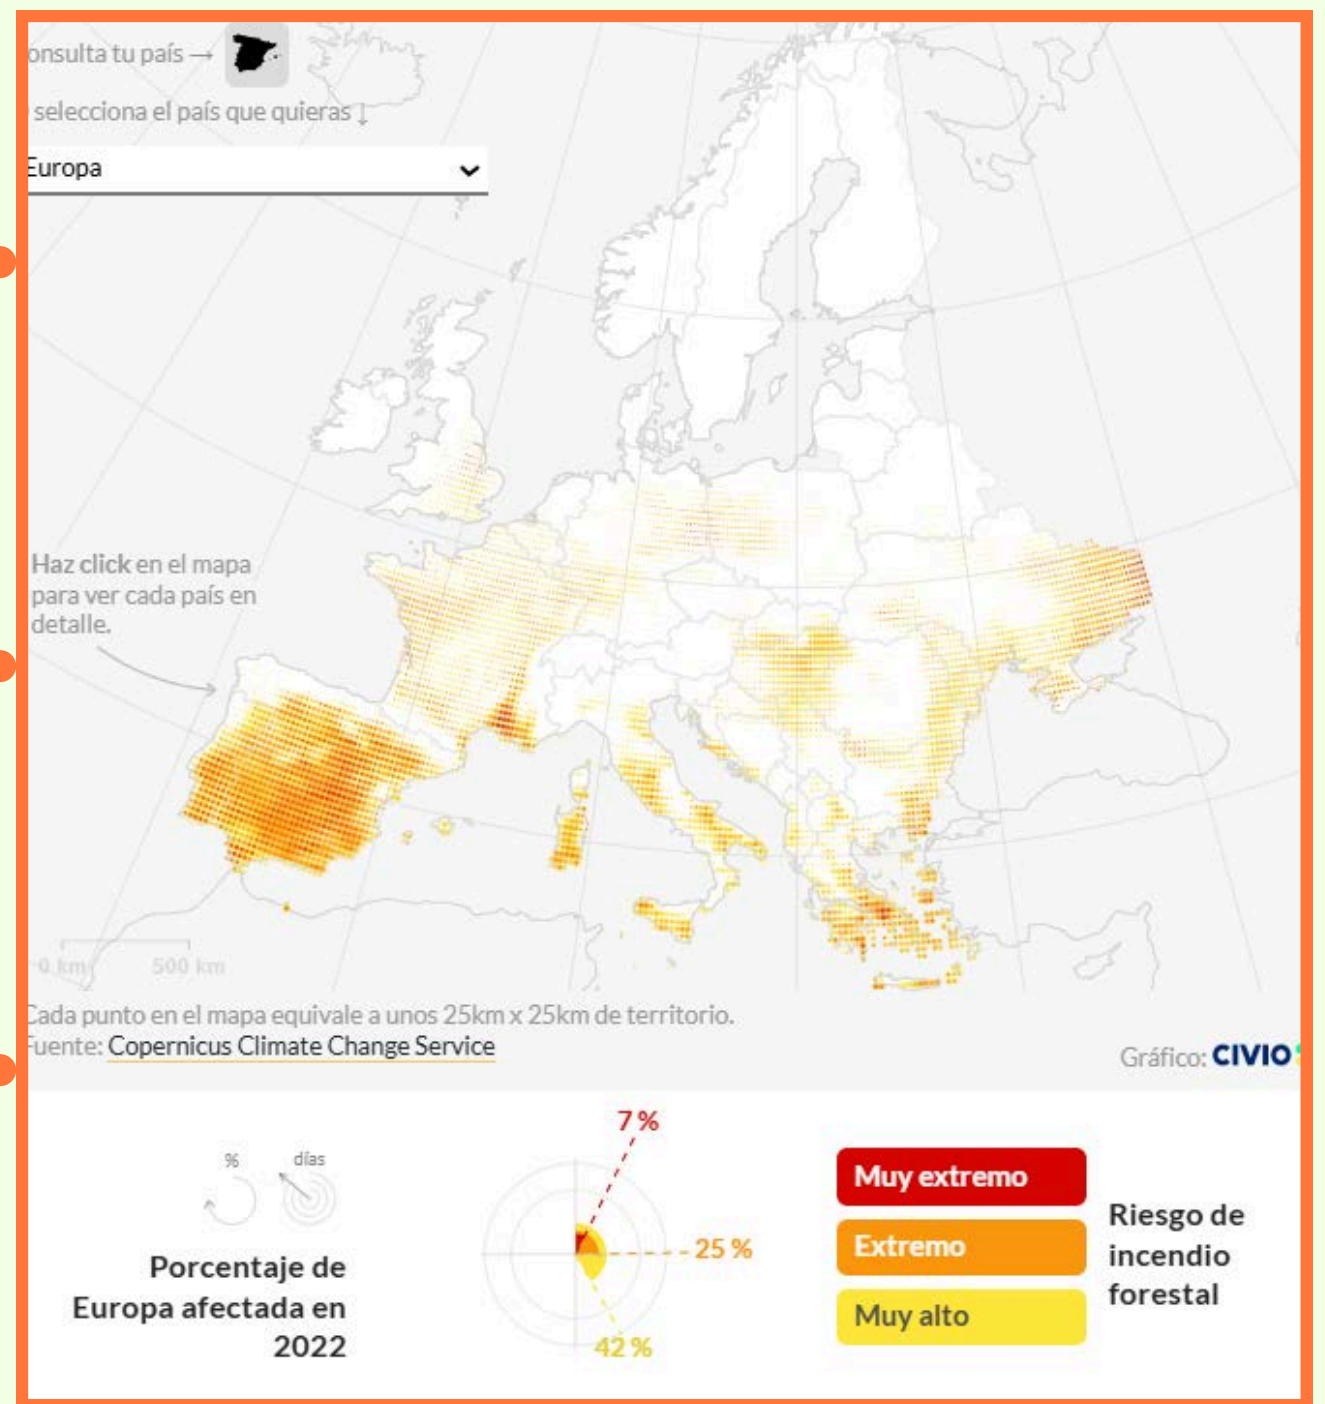 onsulta tu país →
selecciona el país que quieras ↓
Europa
Haz click en el mapa
para ver cada país en
detalle.
0 km
500 km
Cada punto en el mapa equivale a unos 25km x 25km de territorio.
Fuente: Copernicus Climate Change Service
Gráfico: CIVIO
7 %
% días
25 %
42 %
Porcentaje de
Europa afectada en
2022
Muy extremo
Extremo
Muy alto
Riesgo de
incendio
forestal